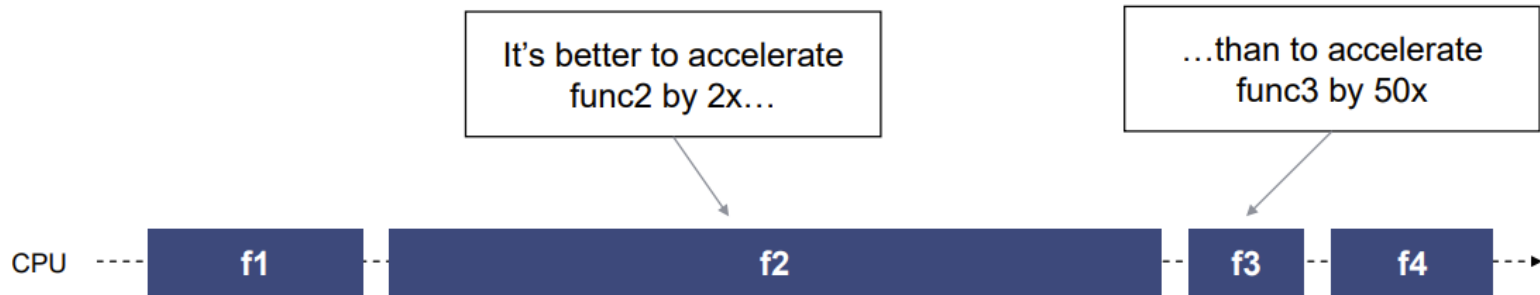 It’s better to accelerate
func2 by 2x…
…than to accelerate
func3 by 50x
CPU
f1
f2
f3
f4